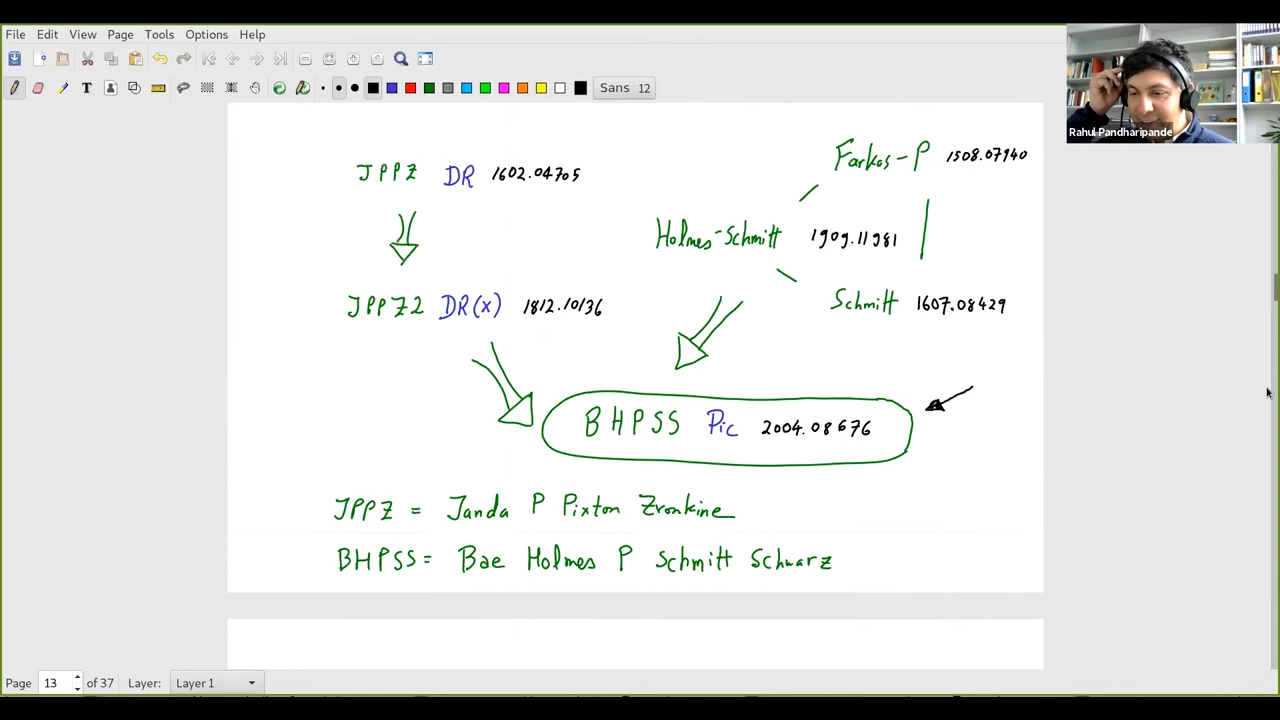 File Edit View Page Tools Options Help
Sans 12
Rahul Pandharipande
JPPZ DR 1602.04705
Farkas-P 1508.07940
Holmes-Schmitt 1909.11981
JPPZ2 DR(x) 1812.10136
Schmitt 1607.08429
BHPSS Pic 2004.08676
JPPZ = Janda P Pixton Zvonkine
BHPSS = Bae Holmes P Schmitt Schwarz
Page 13 of 37 Layer: Layer 1